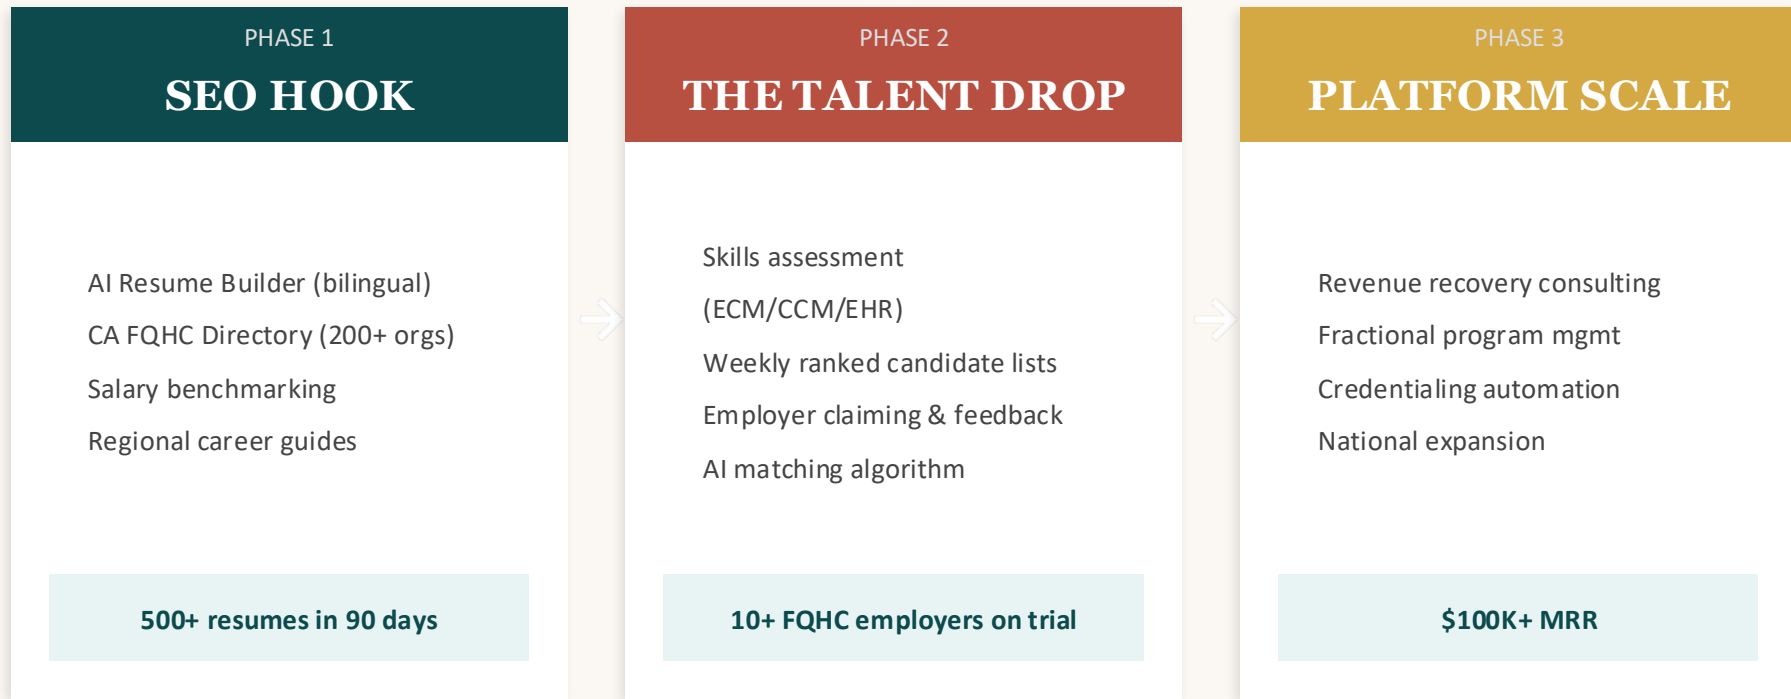 PHASE 1
SEO HOOK
AI Resume Builder (bilingual)
CA FQHC Directory (200+ orgs)
Salary benchmarking
Regional career guides
500+ resumes in 90 days
PHASE 2
THE TALENT DROP
Skills assessment
(ECM/CCM/EHR)
Weekly ranked candidate lists
Employer claiming & feedback
AI matching algorithm
10+ FQHC employers on trial
PHASE 3
PLATFORM SCALE
Revenue recovery consulting
Fractional program mgmt
Credentialing automation
National expansion
$100K+ MRR